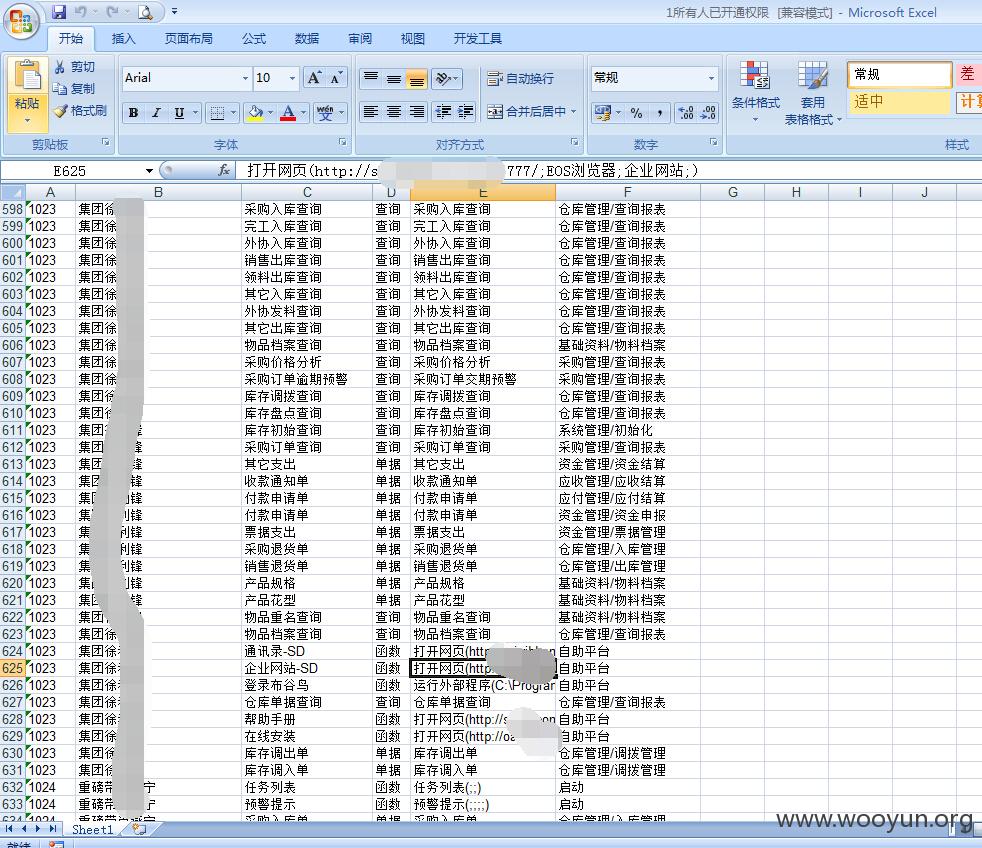 1所有人已开通权限 [兼容模式] - Microsoft Excel
开始 插入 页面布局 公式 数据 审阅 视图 开发工具
粘贴 剪切 复制 格式刷 剪贴板
Arial 10 B I U 字体
自动换行 合并后居中 对齐方式
常规 % , 数字
条件格式 套用 表格格式 常规 差 适中 计算 样式
E625 fx 打开网页(http://s 777/;EOS浏览器;企业网站;)
A B C D E F G H I J
598 1023 集团徐 采购入库查询 查询 采购入库查询 仓库管理/查询报表
599 1023 集团徐 完工入库查询 查询 完工入库查询 仓库管理/查询报表
600 1023 集团徐 外协入库查询 查询 外协入库查询 仓库管理/查询报表
601 1023 集团徐 销售出库查询 查询 销售出库查询 仓库管理/查询报表
602 1023 集团徐 领料出库查询 查询 领料出库查询 仓库管理/查询报表
603 1023 集团徐 其它入库查询 查询 其它入库查询 仓库管理/查询报表
604 1023 集团徐 外协发料查询 查询 外协发料查询 仓库管理/查询报表
605 1023 集团徐 其它出库查询 查询 其它出库查询 仓库管理/查询报表
606 1023 集团徐 物品档案查询 查询 物品档案查询 基础资料/物料档案
607 1023 集团徐 采购价格分析 查询 采购价格分析 采购管理/查询报表
608 1023 集团徐 采购订单逾期预警 查询 采购订单交期预警 采购管理/查询报表
609 1023 集团徐 库存调拨查询 查询 库存调拨查询 仓库管理/查询报表
610 1023 集团 库存盘点查询 查询 库存盘点查询 仓库管理/查询报表
611 1023 集团 锋 库存初始查询 查询 库存初始查询 系统管理/初始化
612 1023 集团 锋 采购订单查询 查询 采购订单查询 采购管理/查询报表
613 1023 集 锋 其它支出 单据 其它支出 资金管理/资金结算
614 1023 集 锋 收款通知单 单据 收款通知单 应收管理/应收结算
615 1023 集 利锋 付款申请单 单据 付款申请单 应付管理/应付结算
616 1023 集 利锋 付款申请单 单据 付款申请单 资金管理/资金申报
617 1023 集 利锋 票据支出 单据 票据支出 资金管理/票据管理
618 1023 集 利锋 采购退货单 单据 采购退货单 仓库管理/入库管理
619 1023 集 利锋 销售退货单 单据 销售退货单 仓库管理/出库管理
620 1023 集 利锋 产品规格 单据 产品规格 基础资料/物料档案
621 1023 集 锋 产品花型 单据 产品花型 基础资料/物料档案
622 1023 集团 锋 物品重名查询 查询 物品重名查询 基础资料/物料档案
623 1023 集团徐 物品档案查询 查询 物品档案查询 仓库管理/查询报表
624 1023 集团徐 通讯录-SD 函数 打开网页(http 自助平台
625 1023 集团徐 企业网站-SD 函数 打开网页(http 自助平台
626 1023 集团徐 登录布谷鸟 函数 运行外部程序(C:\Program 自助平台
627 1023 集团徐 仓库单据查询 查询 仓库单据查询 仓库管理/查询报表
628 1023 集团徐 帮助手册 函数 打开网页(http://s 自助平台
629 1023 集团徐 在线安装 函数 打开网页(http://oa 自助平台
630 1023 集团徐 库存调出单 单据 库存调出单 仓库管理/调拨管理
631 1023 集团徐 库存调入单 单据 库存调入单 仓库管理/调拨管理
632 1024 重磅带 宁 任务列表 函数 任务列表(;;) 启动
633 1024 重磅带 宁 预警提示 函数 预警提示(;;;;) 启动
634 1024 重磅带 采购入库单 单据 采购入库单 仓库管理/入库管理
Sheet1
就绪
www.wooyun.org